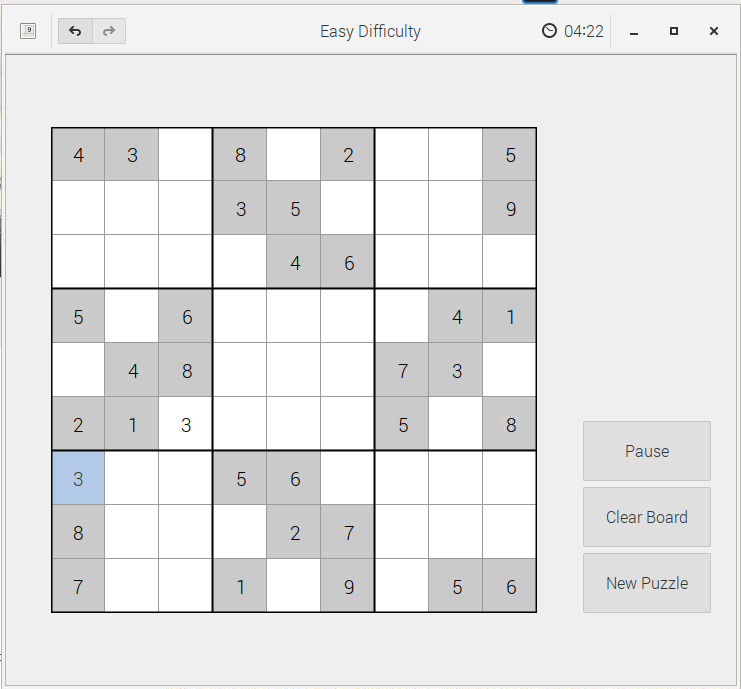 Easy Difficulty 04:22
4 3 8 2 5
3 5 9
4 6
5 6 4 1
4 8 7 3
2 1 3 5 8
3 5 6
8 2 7
7 1 9 5 6
Pause
Clear Board
New Puzzle